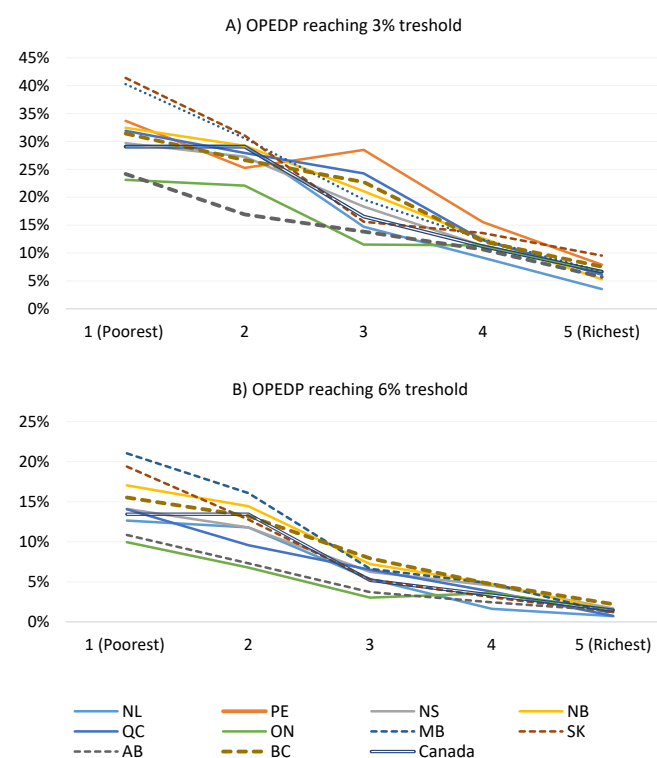 A) OPEDP reaching 3% treshold
45%
40%
35%
30%
25%
20%
15%
10%
5%
0%
1 (Poorest) 2 3 4 5 (Richest)
B) OPEDP reaching 6% treshold
25%
20%
15%
10%
5%
0%
1 (Poorest) 2 3 4 5 (Richest)
NL PE NS NB
QC ON MB SK
AB BC Canada